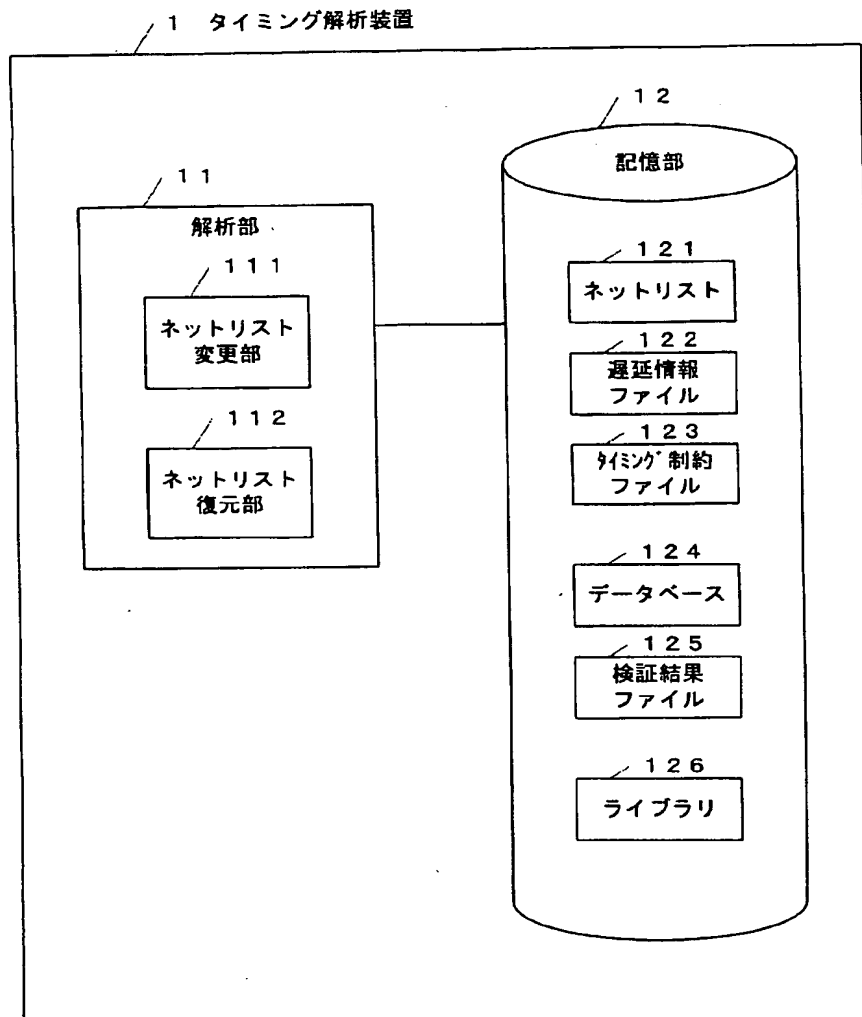 1 タイミング解析装置
12
記憶部
11
解析部
111
ネットリスト
変更部
112
ネットリスト
復元部
121
ネットリスト
122
遅延情報
ファイル
123
ﾀｲﾐﾝｸﾞ制約
ファイル
124
データベース
125
検証結果
ファイル
126
ライブラリ